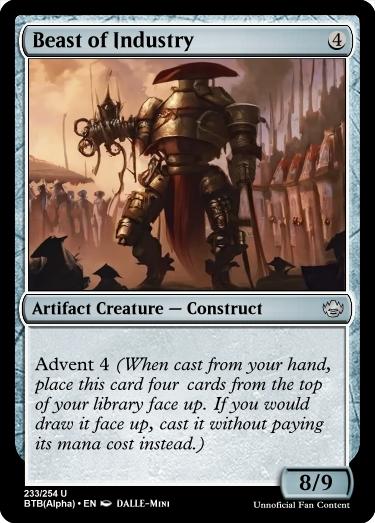 Beast of Industry 4
Artifact Creature — Construct
Advent 4 (When cast from your hand,
place this card four cards from the top
of your library face up. If you would
draw it face up, cast it without paying
its mana cost instead.)
8/9
233/254 U
BTB(Alpha) • EN DALLE-Mini
Unnoficial Fan Content